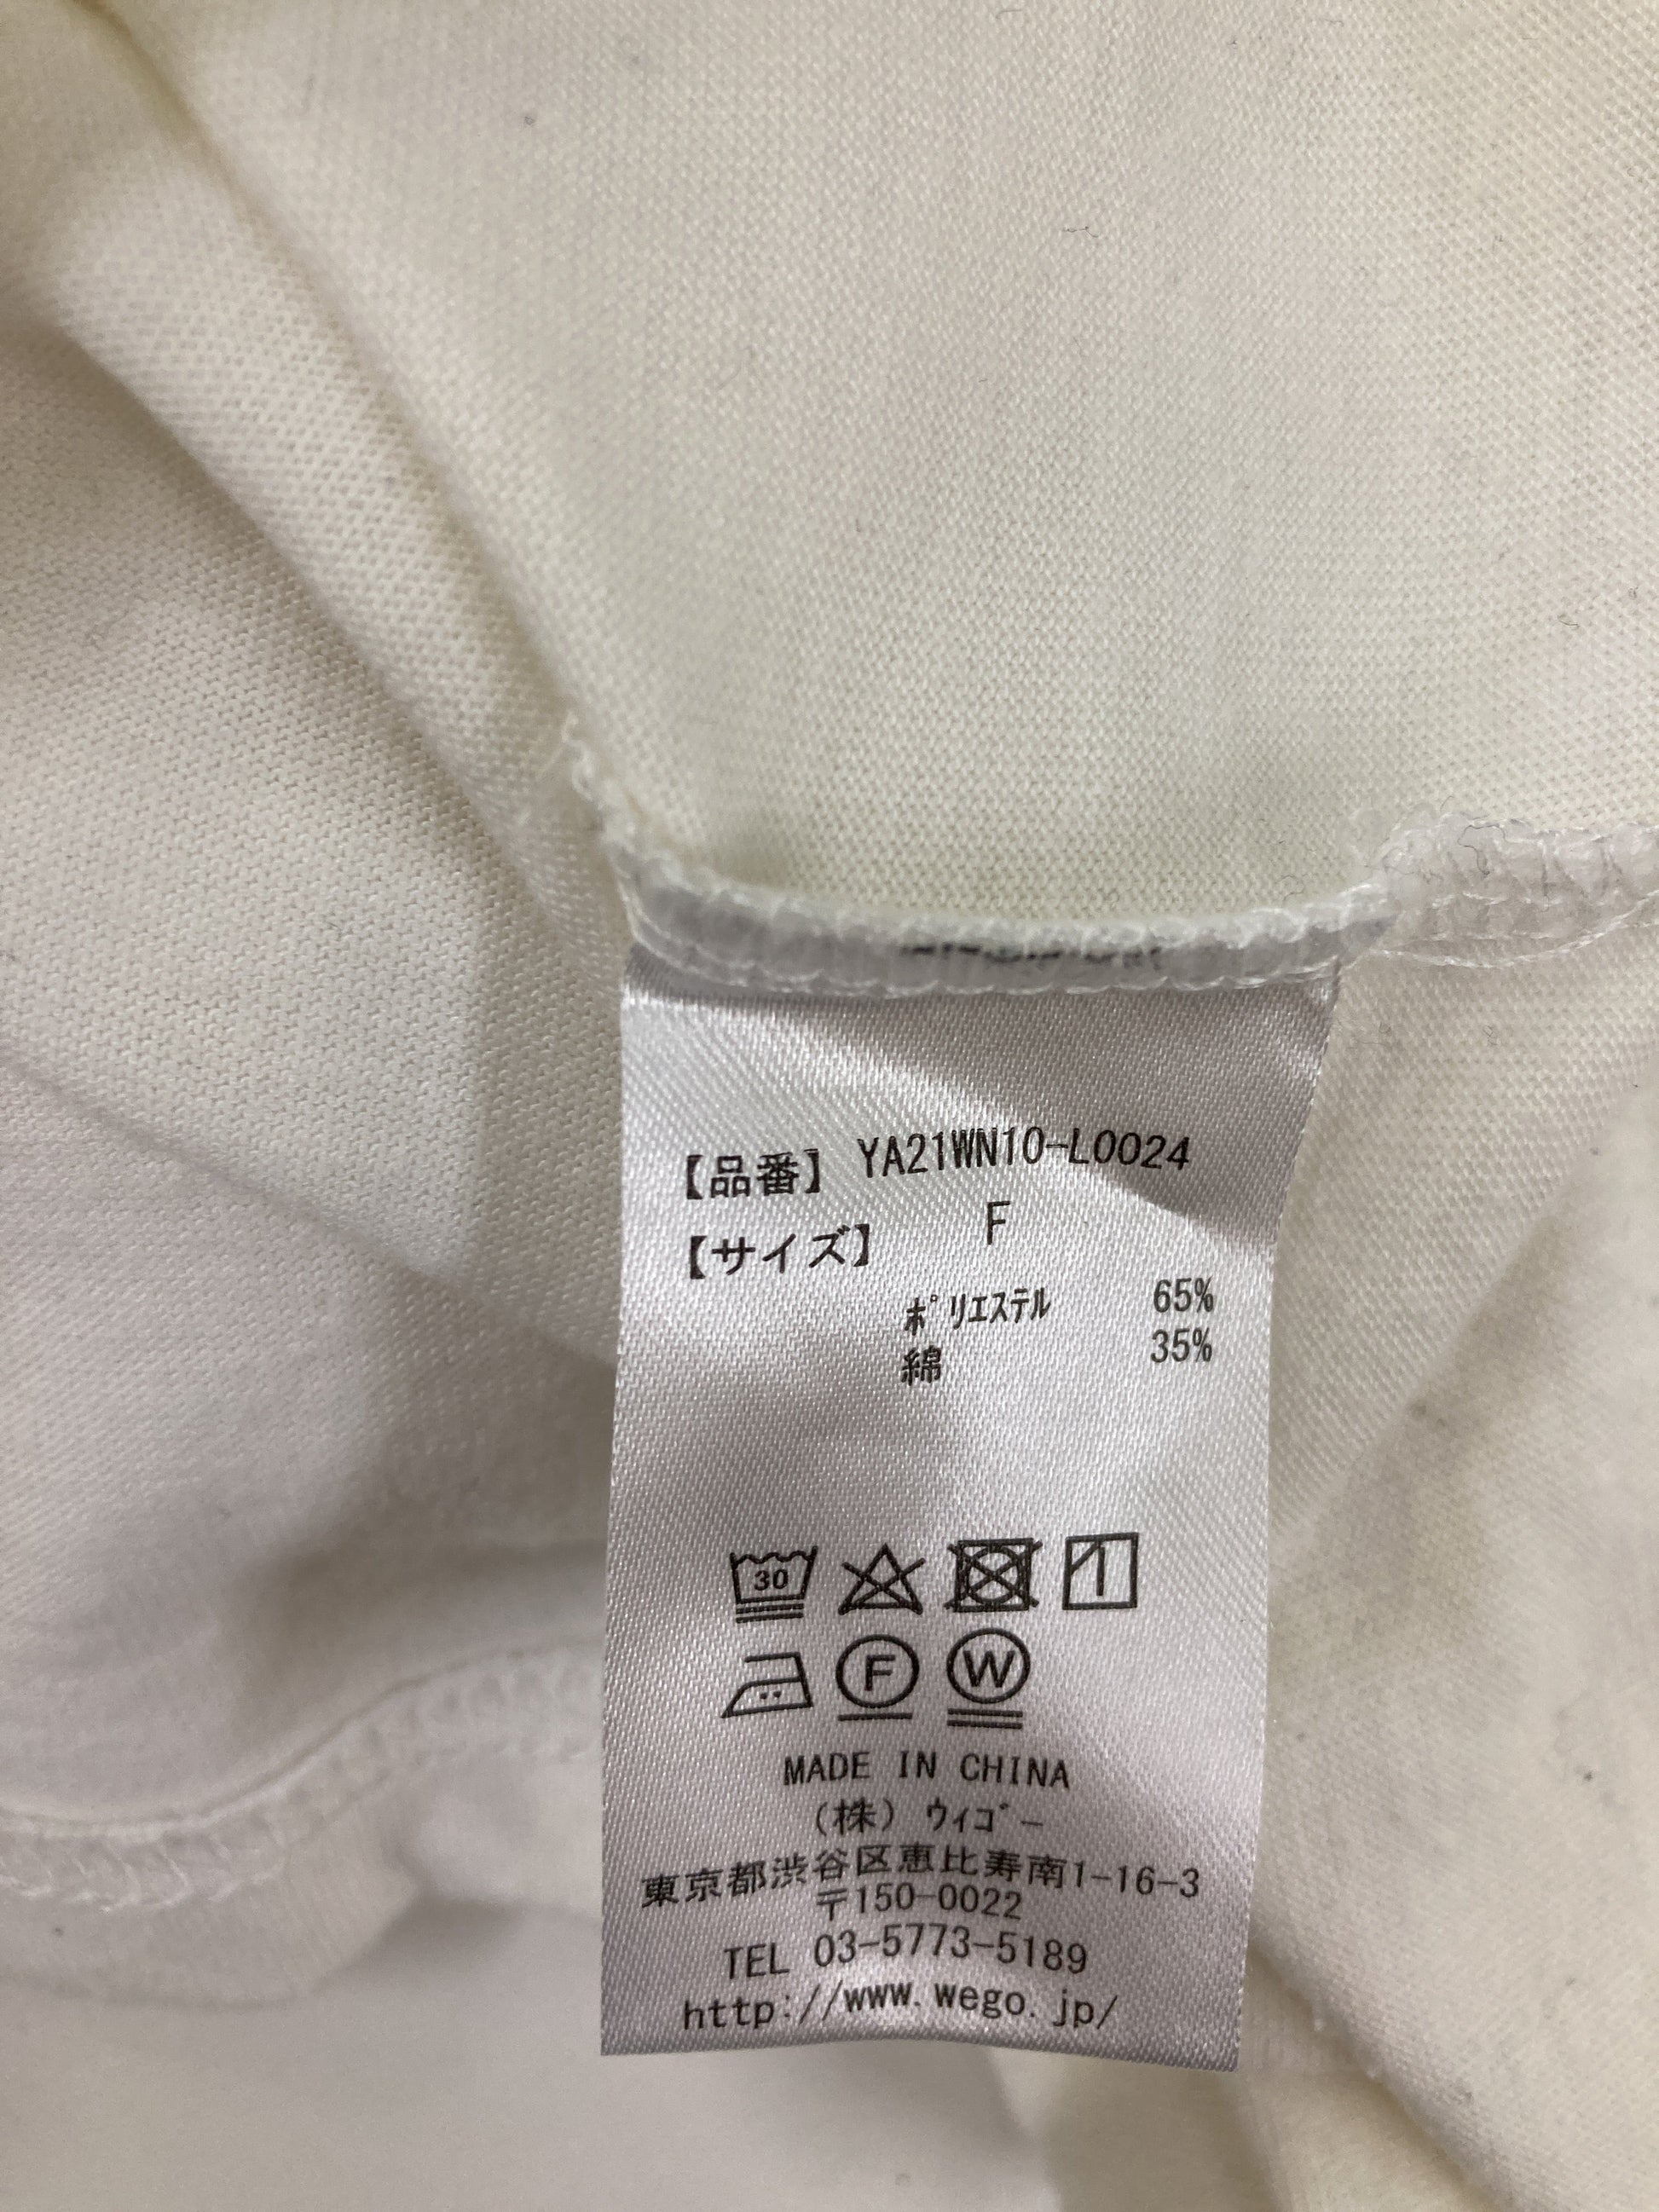 【品番】 YA21WN10-L0024
【サイズ】 F
ﾎﾟﾘｴｽﾃﾙ 65%
綿 35%
30
F W
MADE IN CHINA
(株) ｳｨｺﾞｰ
東京都渋谷区恵比寿南1-16-3
〒150-0022
TEL 03-5773-5189
http://www.wego.jp/